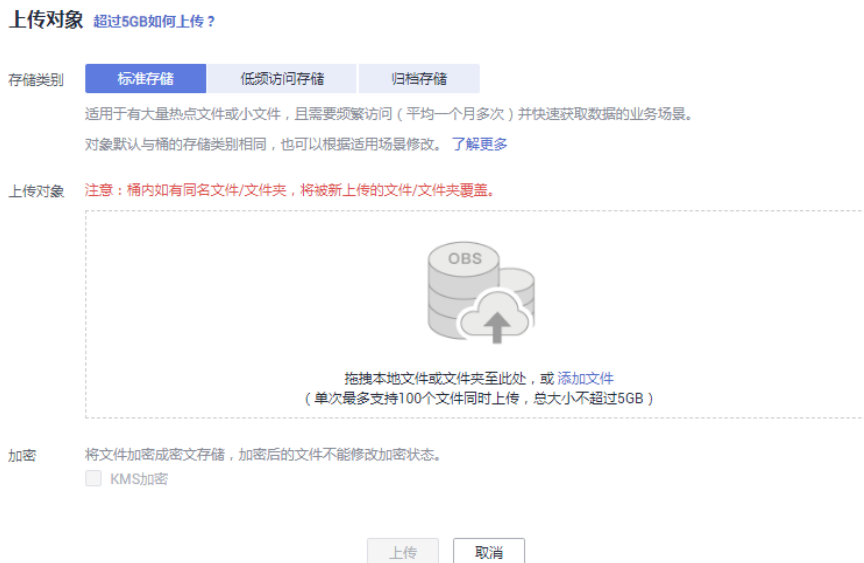 上传对象 超过5GB如何上传？
存储类别 标准存储 低频访问存储 归档存储
适用于有大量热点文件或小文件，且需要频繁访问（平均一个月多次）并快速获取数据的业务场景。
对象默认与桶的存储类别相同，也可以根据适用场景修改。 了解更多
上传对象 注意：桶内如有同名文件/文件夹，将被新上传的文件/文件夹覆盖。
OBS
拖拽本地文件或文件夹至此处，或 添加文件
（单次最多支持100个文件同时上传，总大小不超过5GB）
加密 将文件加密成密文存储，加密后的文件不能修改加密状态。
KMS加密
上传 取消